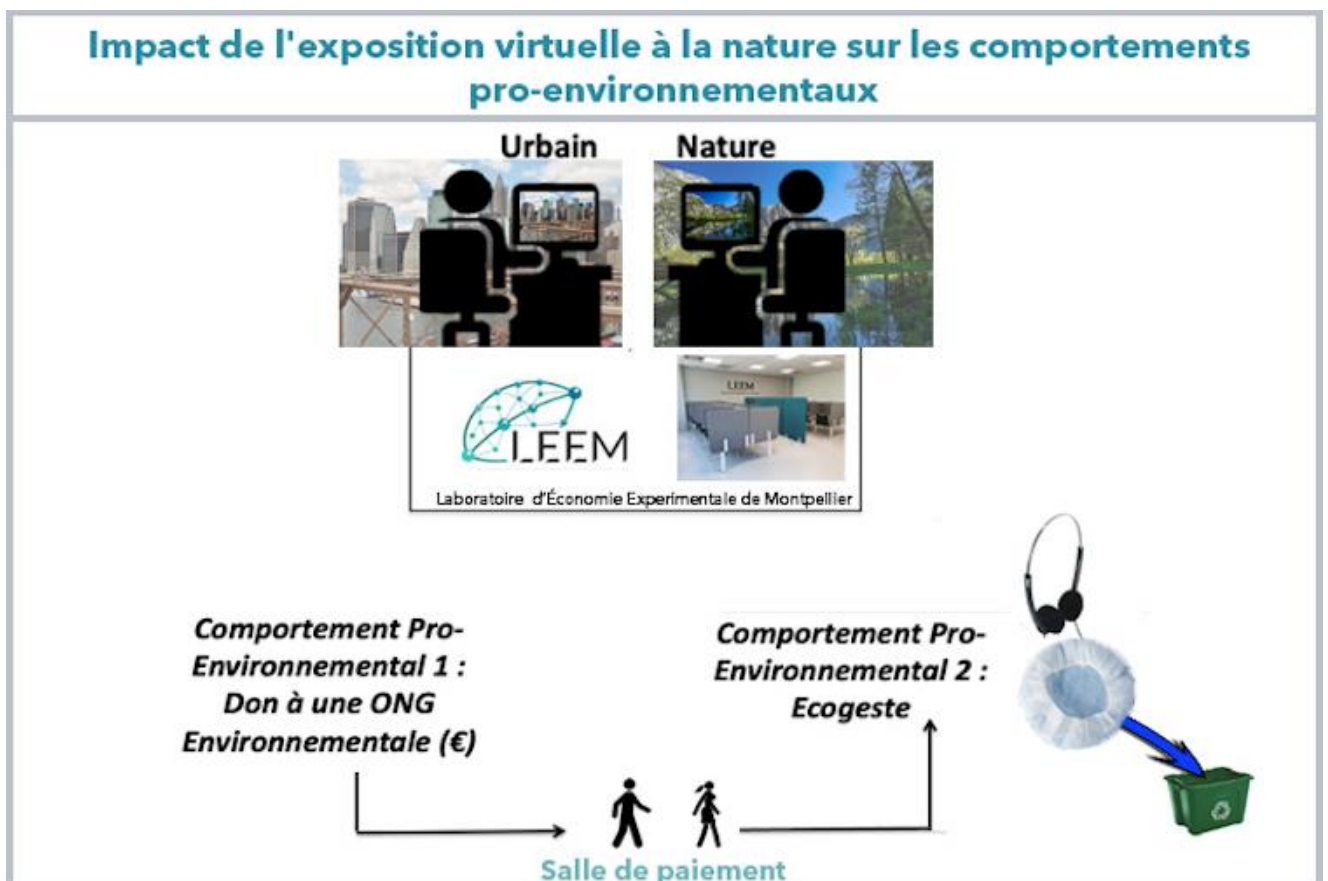 Impact de l'exposition virtuelle à la nature sur les comportements
pro-environnementaux
Urbain
Nature
LEEM
LEEM
Laboratoire d'Économie Experimentale de Montpellier
Comportement Pro-
Environnemental 1 :
Don à une ONG
Environnementale (€)
Comportement Pro-
Environnemental 2 :
Ecogeste
Salle de paiement